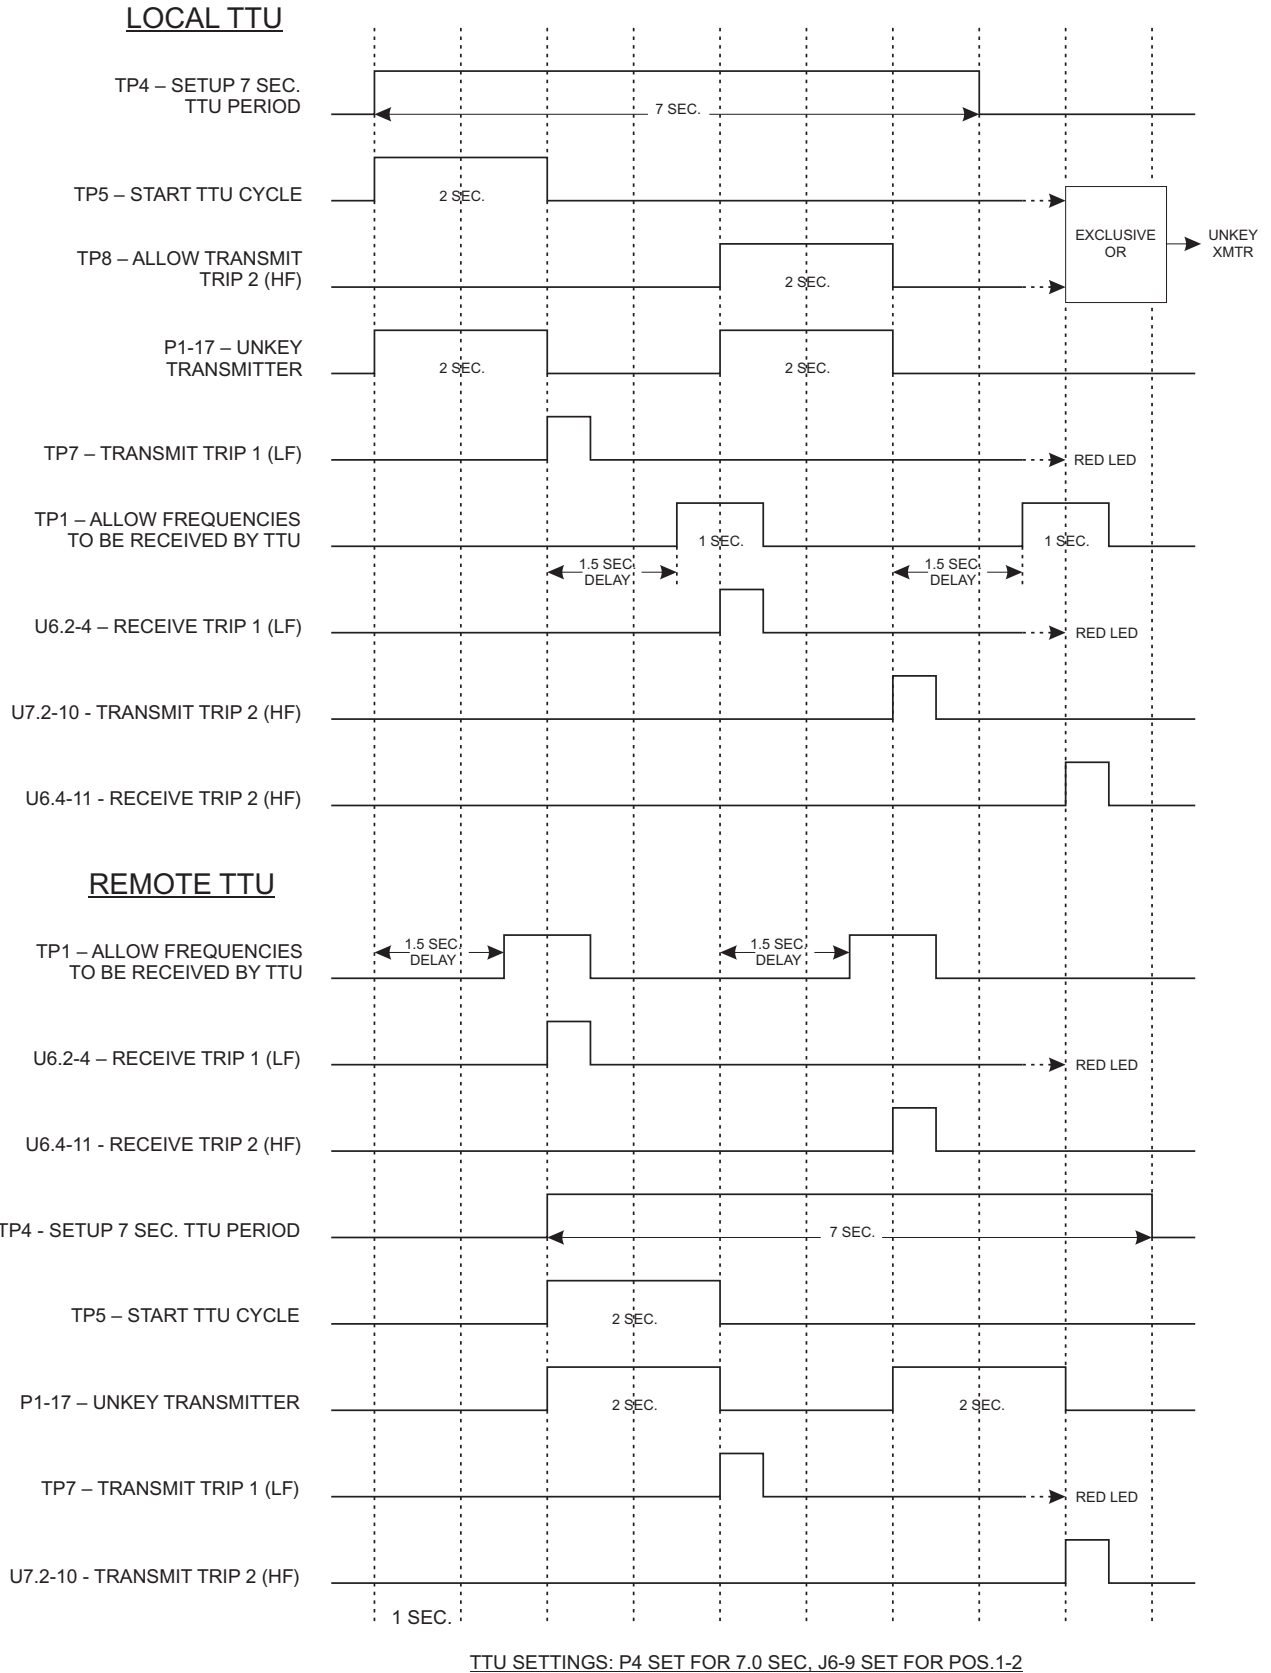 LOCAL TTU
TP4 – SETUP 7 SEC.
TTU PERIOD
7 SEC.
TP5 – START TTU CYCLE
2 SEC.
EXCLUSIVE
OR
UNKEY
XMTR
TP8 – ALLOW TRANSMIT
TRIP 2 (HF)
2 SEC.
P1-17 – UNKEY
TRANSMITTER
2 SEC.
2 SEC.
TP7 – TRANSMIT TRIP 1 (LF)
RED LED
TP1 – ALLOW FREQUENCIES
TO BE RECEIVED BY TTU
1 SEC.
1 SEC.
1.5 SEC.
DELAY
1.5 SEC.
DELAY
U6.2-4 – RECEIVE TRIP 1 (LF)
RED LED
U7.2-10 - TRANSMIT TRIP 2 (HF)
U6.4-11 - RECEIVE TRIP 2 (HF)
REMOTE TTU
TP1 – ALLOW FREQUENCIES
TO BE RECEIVED BY TTU
1.5 SEC.
DELAY
1.5 SEC.
DELAY
U6.2-4 – RECEIVE TRIP 1 (LF)
RED LED
U6.4-11 - RECEIVE TRIP 2 (HF)
TP4 - SETUP 7 SEC. TTU PERIOD
7 SEC.
TP5 – START TTU CYCLE
2 SEC.
P1-17 – UNKEY TRANSMITTER
2 SEC.
2 SEC.
TP7 – TRANSMIT TRIP 1 (LF)
RED LED
U7.2-10 - TRANSMIT TRIP 2 (HF)
1 SEC.
TTU SETTINGS: P4 SET FOR 7.0 SEC, J6-9 SET FOR POS.1-2